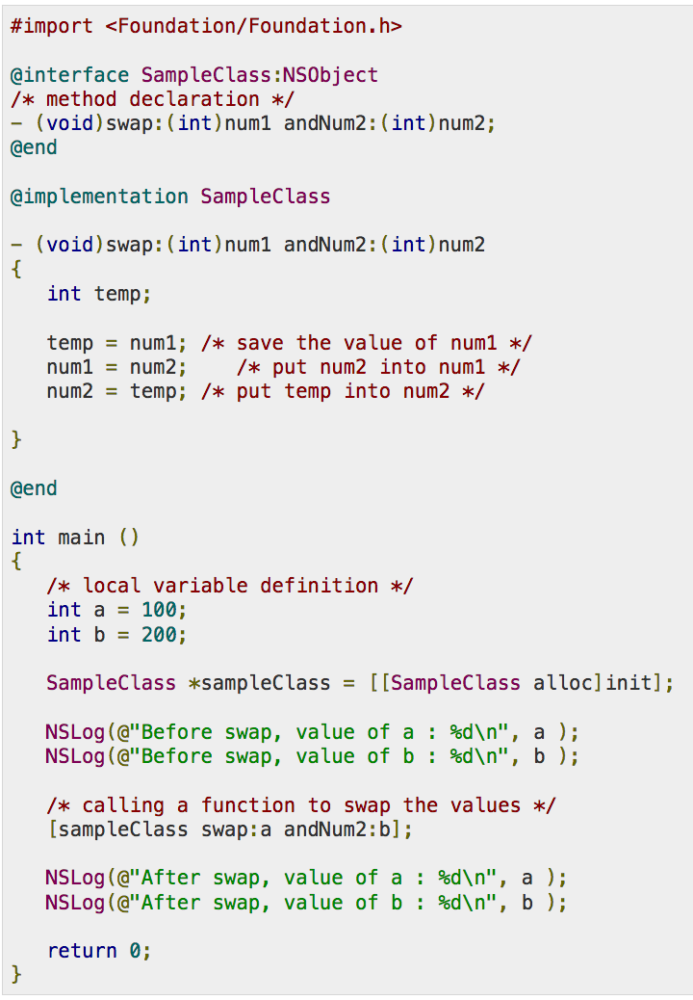 #import <Foundation/Foundation.h>
@interface SampleClass:NSObject
/* method declaration */
- (void)swap:(int)num1 andNum2:(int)num2;
@end
@implementation SampleClass
- (void)swap:(int)num1 andNum2:(int)num2
{
   int temp;
   temp = num1; /* save the value of num1 */
   num1 = num2;    /* put num2 into num1 */
   num2 = temp; /* put temp into num2 */
}
@end
int main ()
{
   /* local variable definition */
   int a = 100;
   int b = 200;
   SampleClass *sampleClass = [[SampleClass alloc]init];
   NSLog(@"Before swap, value of a : %d\n", a );
   NSLog(@"Before swap, value of b : %d\n", b );
   /* calling a function to swap the values */
   [sampleClass swap:a andNum2:b];
   NSLog(@"After swap, value of a : %d\n", a );
   NSLog(@"After swap, value of b : %d\n", b );
   return 0;
}